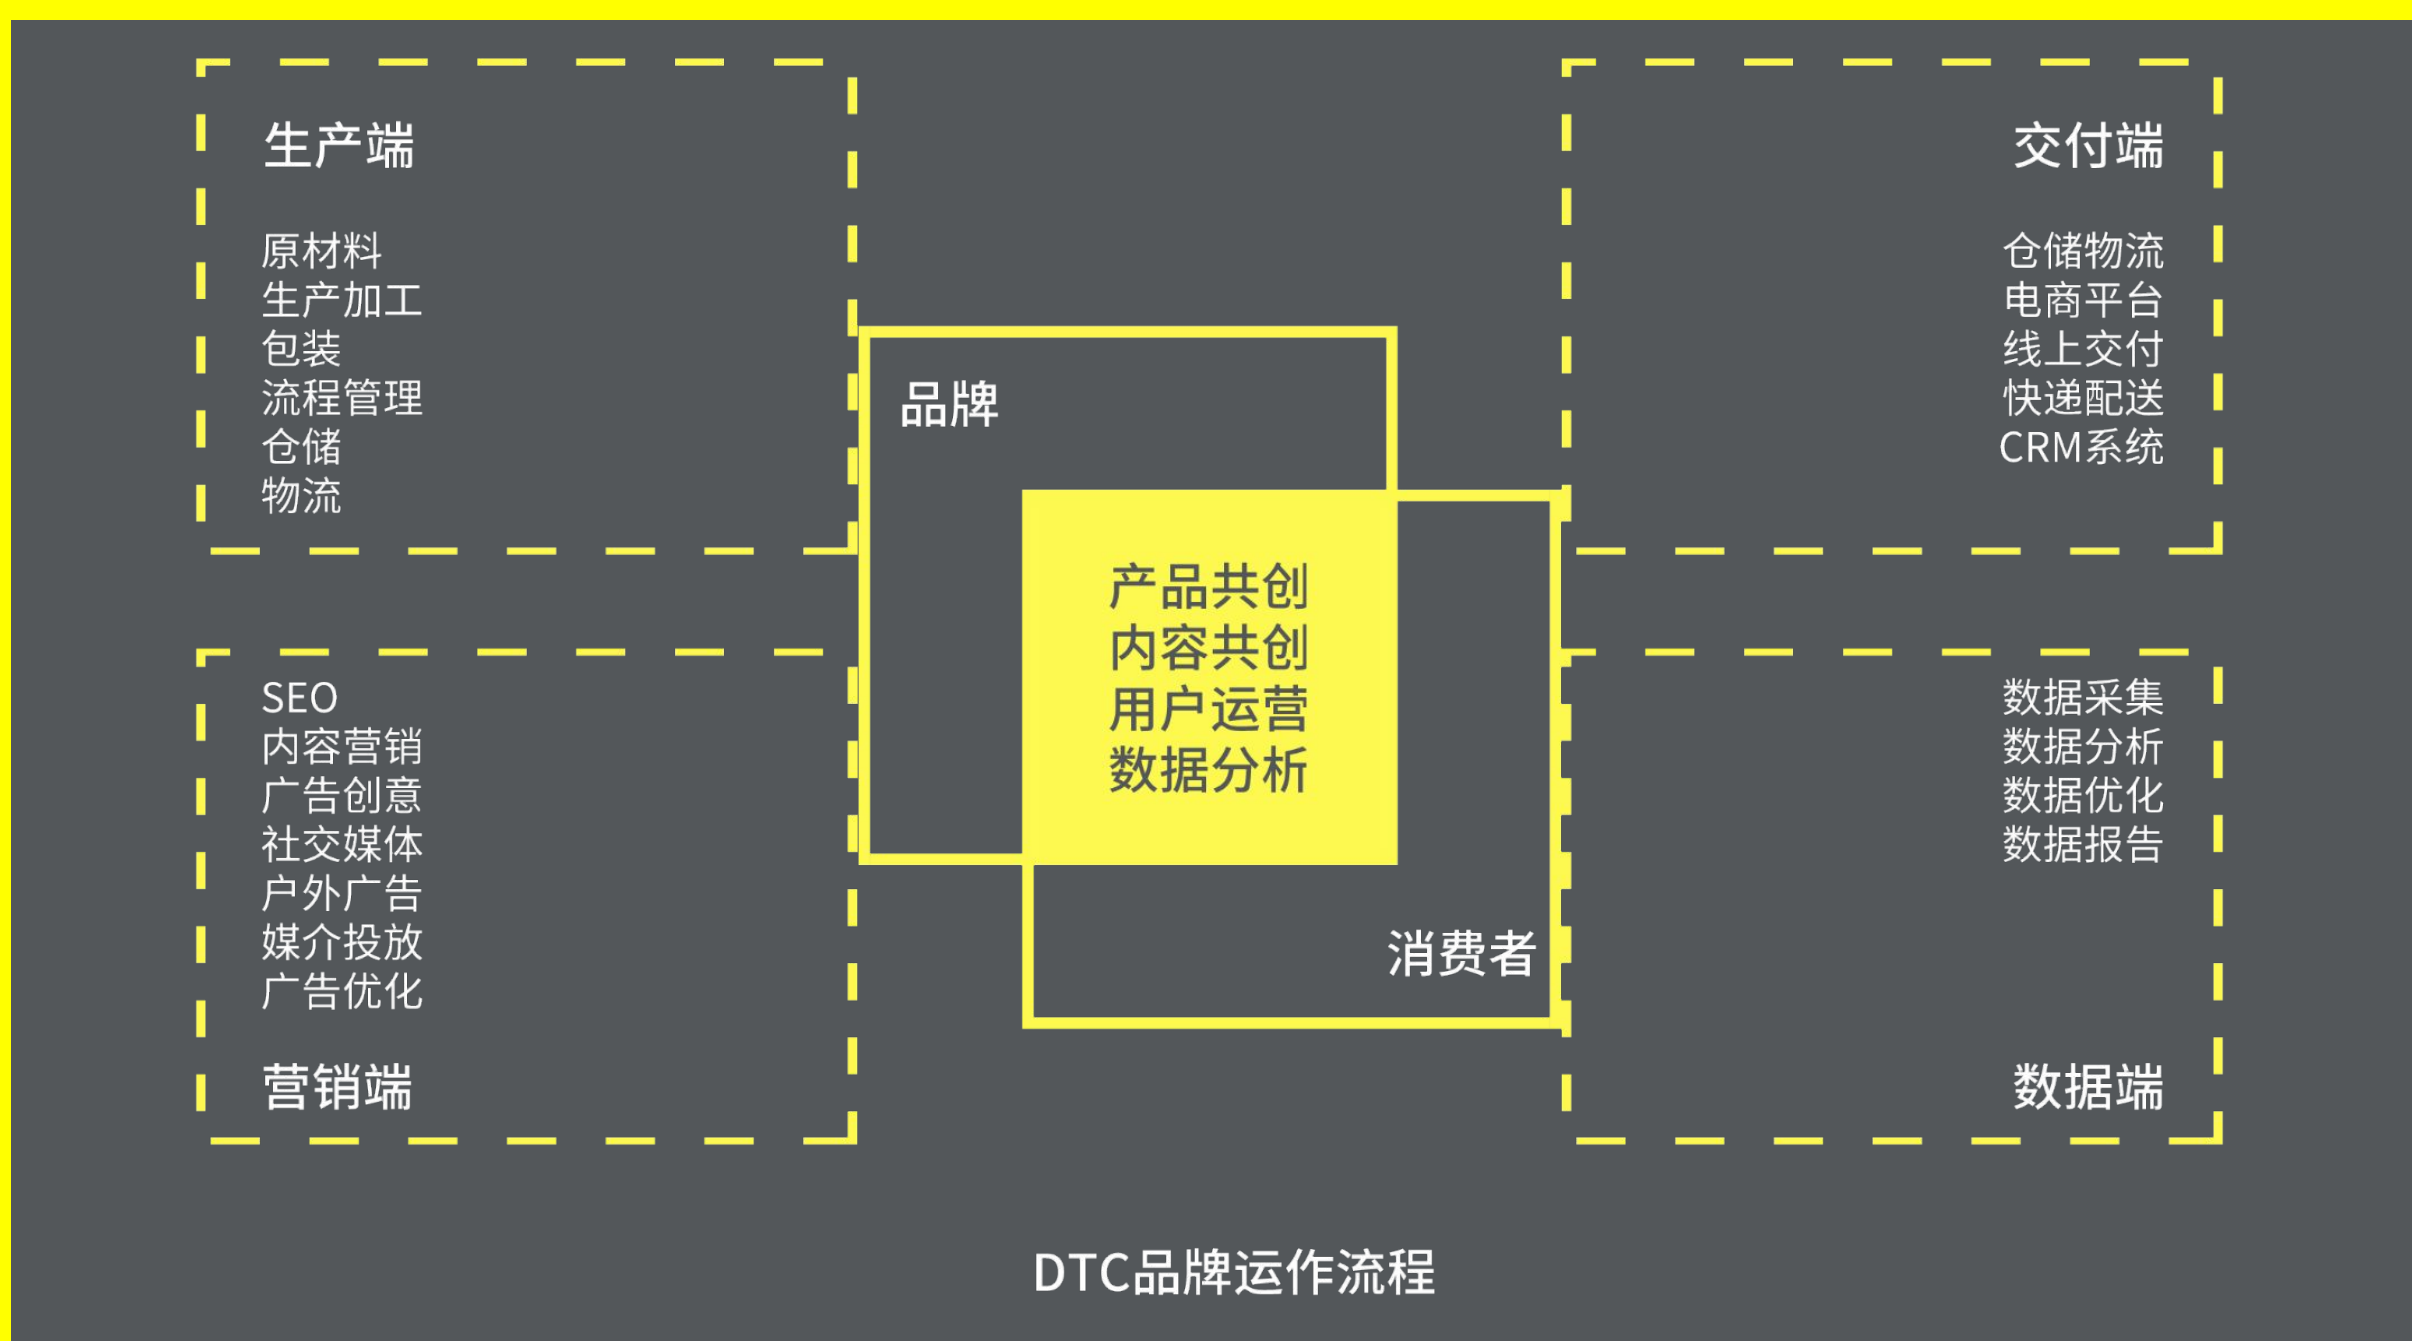 生产端
原材料
生产加工
包装
流程管理
仓储
物流
交付端
仓储物流
电商平台
线上交付
快递配送
CRM系统
品牌
产品共创
内容共创
用户运营
数据分析
消费者
SEO
内容营销
广告创意
社交媒体
户外广告
媒介投放
广告优化
营销端
数据采集
数据分析
数据优化
数据报告
数据端
DTC品牌运作流程